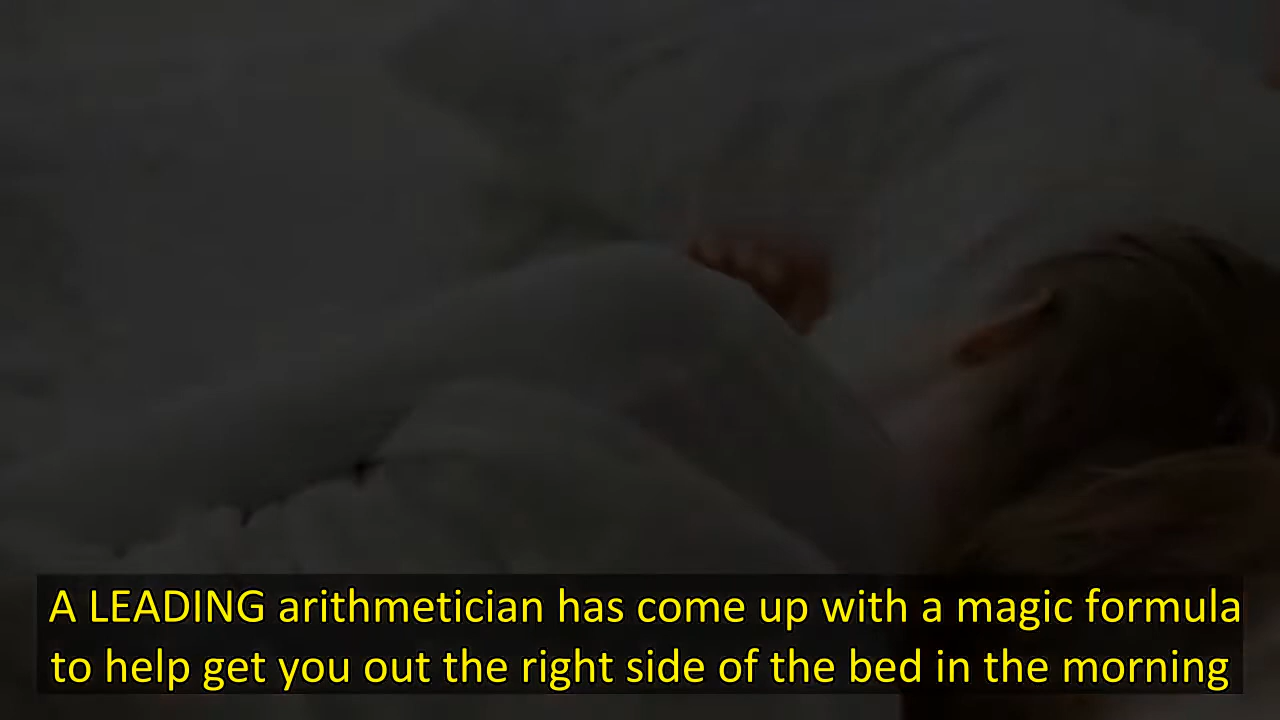 A LEADING arithmetician has come up with a magic formula
to help get you out the right side of the bed in the morning